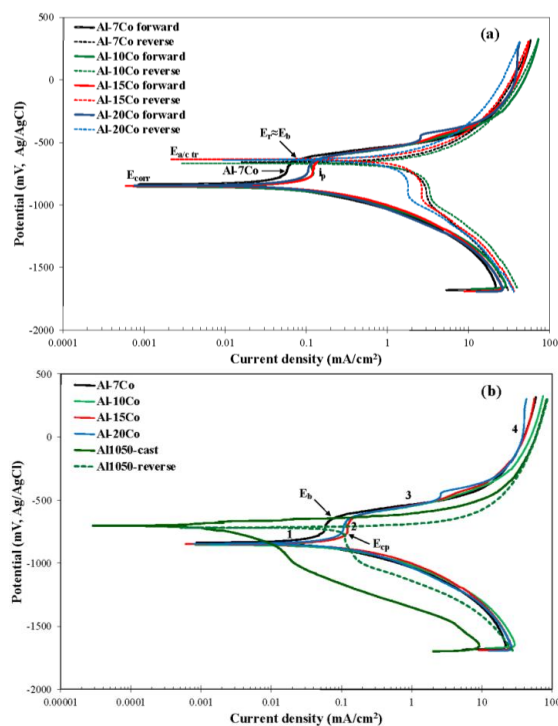 (a)
Al-7Co forward
Al-7Co reverse
Al-10Co forward
Al-10Co reverse
Al-15Co forward
Al-15Co reverse
Al-20Co forward
Al-20Co reverse
Potential (mV, Ag/AgCl)
500
0
-500
-1000
-1500
-2000
Er≈Eb
Ea/c tr
Al-7Co
ip
Ecorr
0.0001 0.001 0.01 0.1 1 10 100
Current density (mA/cm²)
(b)
Al-7Co
Al-10Co
Al-15Co
Al-20Co
Al1050-cast
Al1050-reverse
Potential (mV, Ag/AgCl)
500
0
-500
-1000
-1500
-2000
4
3
Eb
1
2
Ecp
0.00001 0.0001 0.001 0.01 0.1 1 10 100
Current density (mA/cm²)